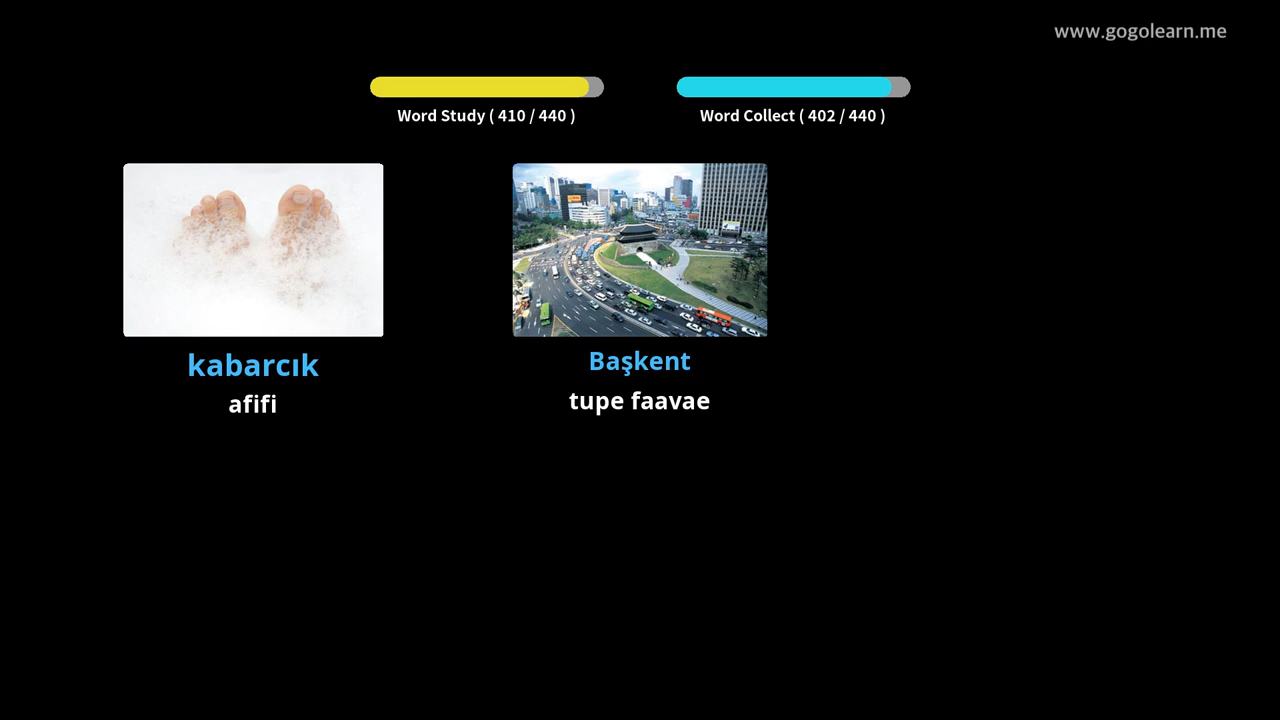 www.gogolearn.me
Word Study ( 410 / 440 )
Word Collect ( 402 / 440 )
kabarcık
afifi
Başkent
tupe faavae